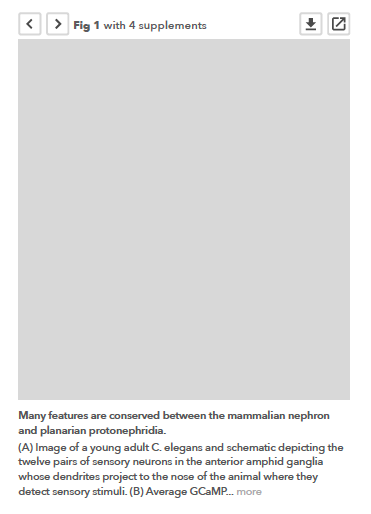 Fig 1 with 4 supplements
Many features are conserved between the mammalian nephron
and planarian protonephridia.
(A) Image of a young adult C. elegans and schematic depicting the
twelve pairs of sensory neurons in the anterior amphid ganglia
whose dendrites project to the nose of the animal where they
detect sensory stimuli. (B) Average GCaMP... more